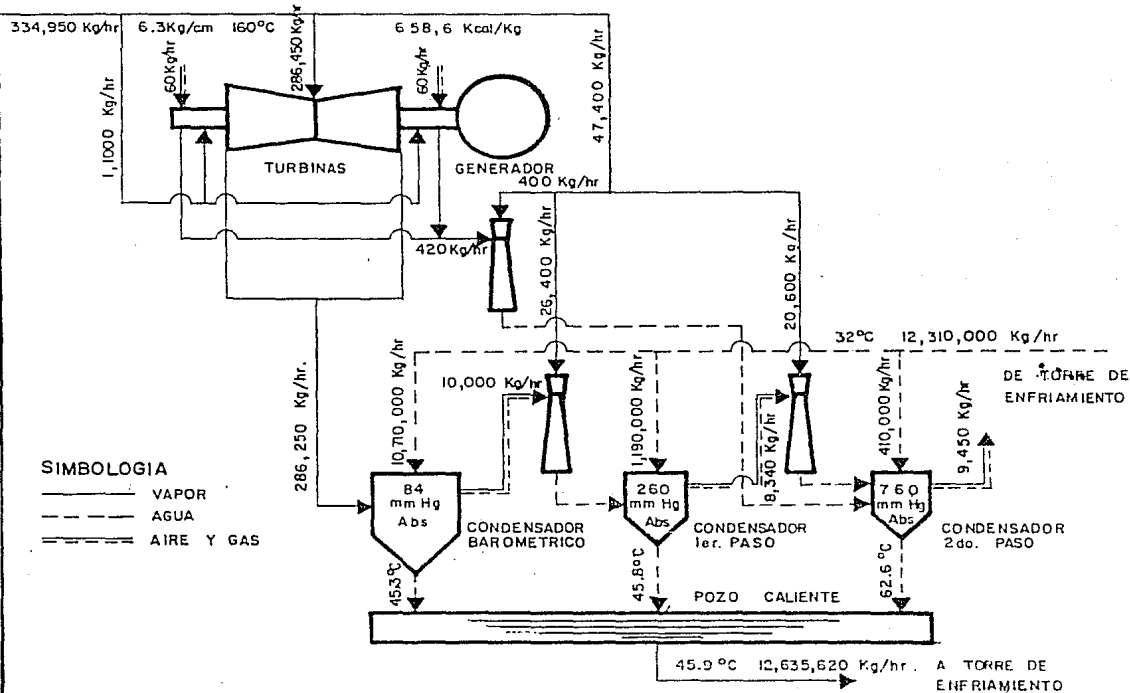 334,950 Kg/hr 6.3Kg/cm 160°C 658,6 Kcal/Kg
60Kg/hr
286,450 Kg/hr
60Kg/hr
47,400 Kg/hr
1,1000 Kg/hr
TURBINAS
GENERADOR
400 Kg/hr
420Kg/hr
26,400 Kg/hr
20,600 Kg/hr
32°C 12,310,000 Kg/hr
DE TORRE DE
ENFRIAMIENTO
286,250 Kg/hr.
10,710,000 Kg/hr
10,000 Kg/hr
1,190,000 Kg/hr
8,340 Kg/hr
410,000 Kg/hr
9,450 Kg/hr
SIMBOLOGIA
VAPOR
AGUA
AIRE Y GAS
84
mm Hg
Abs
CONDENSADOR
BAROMETRICO
260
mm Hg
Abs
CONDENSADOR
1er. PASO
760
mm Hg
Abs
CONDENSADOR
2do. PASO
45.3°C
45.8°C
62.6°C
POZO CALIENTE
45.9°C 12,635,620 Kg/hr. A TORRE DE
ENFRIAMIENTO